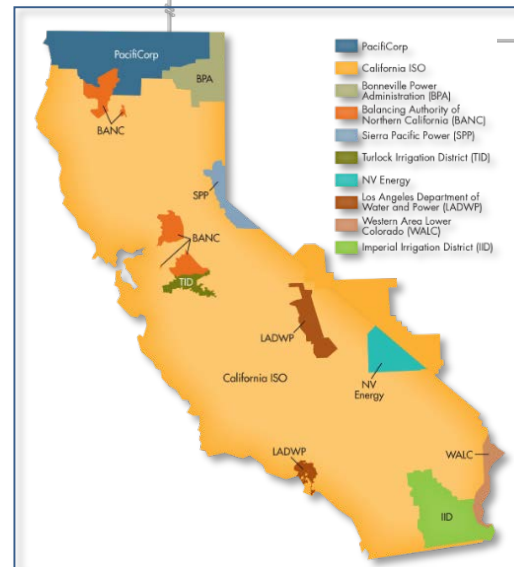 PacifiCorp
BPA
BANC
SPP
BANC
TID
LADWP
California ISO
NV
Energy
LADWP
WALC
IID
PacifiCorp
California ISO
Bonneville Power
Administration (BPA)
Balancing Authority of
Northern California (BANC)
Sierra Pacific Power (SPP)
Turlock Irrigation District (TID)
NV Energy
Los Angeles Department of
Water and Power (LADWP)
Western Area Lower
Colorado (WALC)
Imperial Irrigation District (IID)